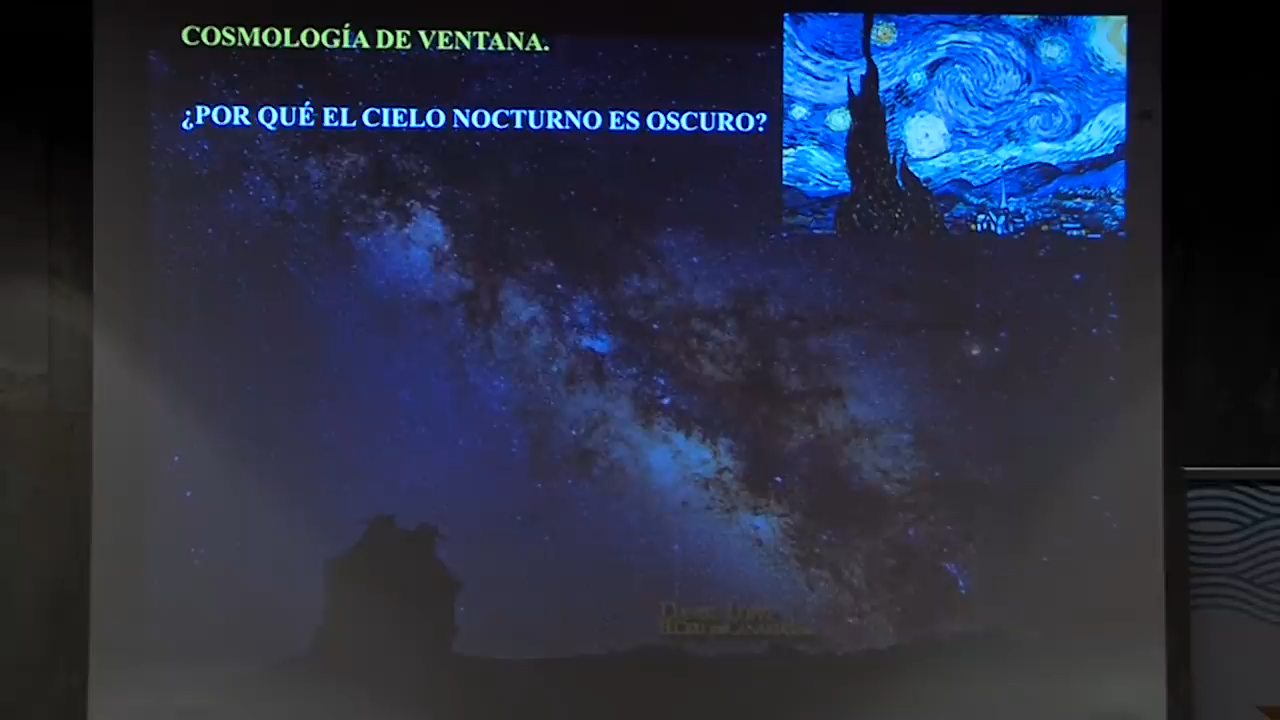 COSMOLOGÍA DE VENTANA.
¿POR QUÉ EL CIELO NOCTURNO ES OSCURO?